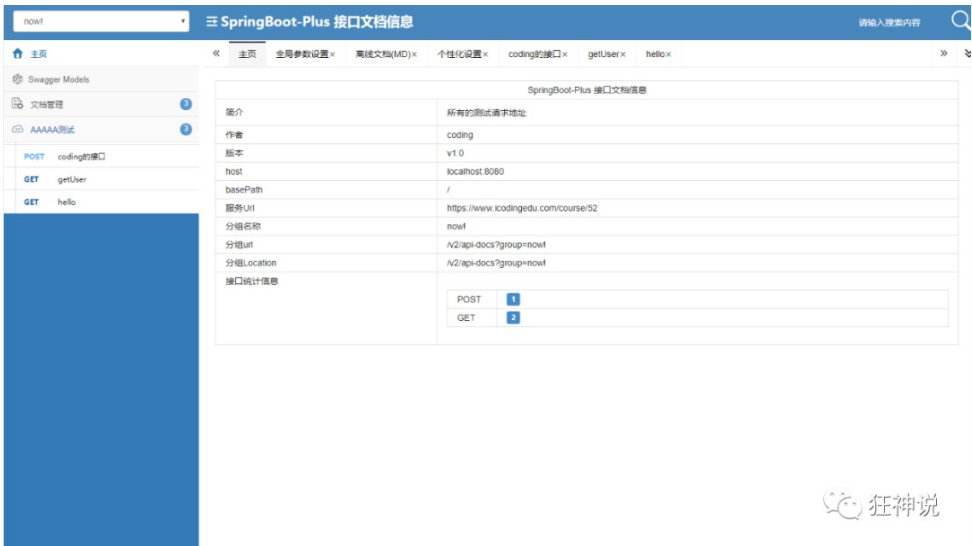 now!
SpringBoot-Plus 接口文档信息
请输入搜索内容
主页
Swagger Models
文档管理 3
AAAAA测试 3
POST coding的接口
GET getUser
GET hello
主页 全局参数设置× 离线文档(MD)× 个性化设置× coding的接口× getUser× hello×
SpringBoot-Plus 接口文档信息
简介 所有的测试请求地址
作者 coding
版本 v1.0
host localhost:8080
basePath /
服务Url https://www.icodingedu.com/course/52
分组名称 now!
分组url /v2/api-docs?group=now!
分组Location /v2/api-docs?group=now!
接口统计信息
POST 1
GET 2
狂神说